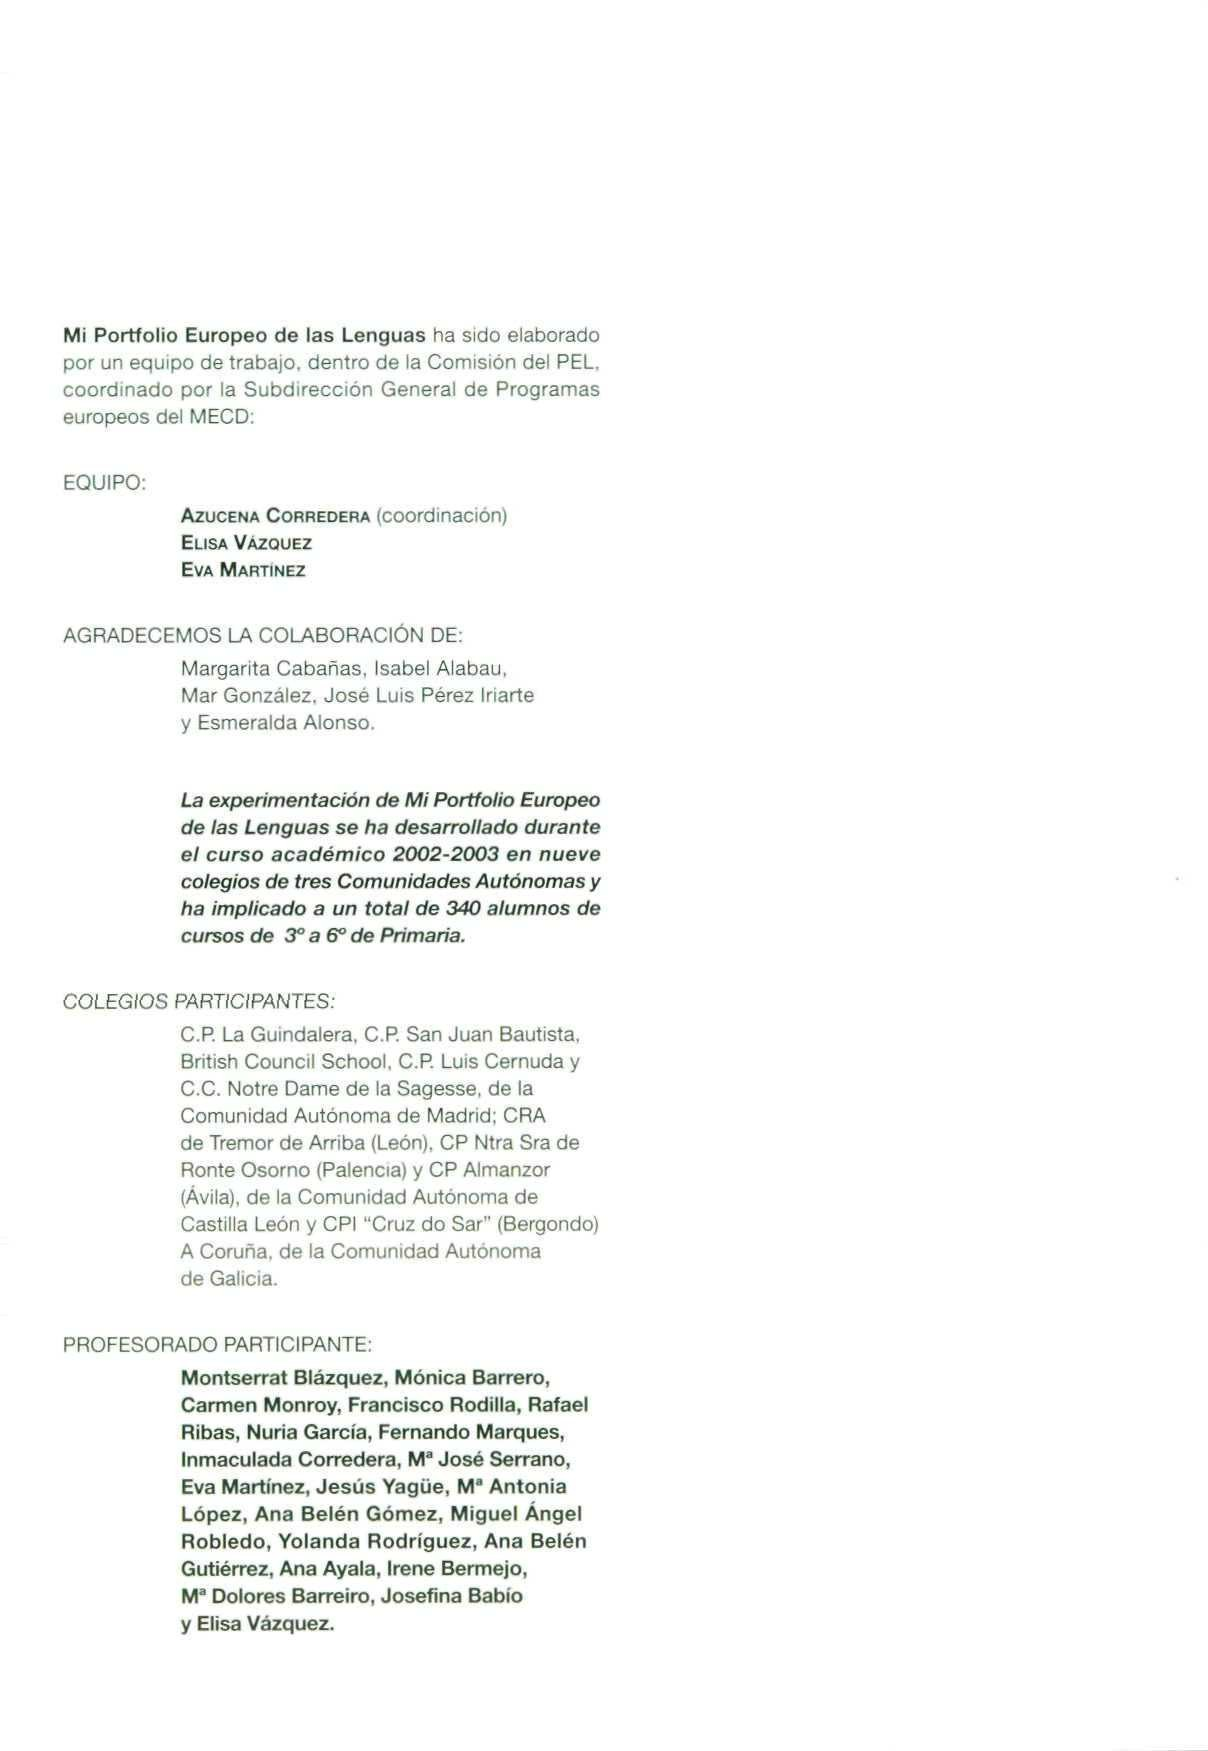 Mi Portfolio Europeo de las Lenguas ha sido elaborado
por un equipo de trabajo, dentro de la Comisión del PEL,
coordinado por la Subdirección General de Programas
europeos del MECD:
EQUIPO:
AZUCENA CORREDERA (coordinación)
ELISA VÁZQUEZ
EVA MARTÍNEZ
AGRADECEMOS LA COLABORACIÓN DE:
Margarita Cabañas, Isabel Alabau,
Mar González, José Luis Pérez Iriarte
y Esmeralda Alonso.
La experimentación de Mi Portfolio Europeo
de las Lenguas se ha desarrollado durante
el curso académico 2002-2003 en nueve
colegios de tres Comunidades Autónomas y
ha implicado a un total de 340 alumnos de
cursos de 3º a 6º de Primaria.
COLEGIOS PARTICIPANTES:
C.P. La Guindalera, C.P. San Juan Bautista,
British Council School, C.P. Luis Cernuda y
C.C. Notre Dame de la Sagesse, de la
Comunidad Autónoma de Madrid; CRA
de Tremor de Arriba (León), CP Ntra Sra de
Ronte Osorno (Palencia) y CP Almanzor
(Ávila), de la Comunidad Autónoma de
Castilla León y CPI “Cruz do Sar” (Bergondo)
A Coruña, de la Comunidad Autónoma
de Galicia.
PROFESORADO PARTICIPANTE:
Montserrat Blázquez, Mónica Barrero,
Carmen Monroy, Francisco Rodilla, Rafael
Ribas, Nuria García, Fernando Marques,
Inmaculada Corredera, Mª José Serrano,
Eva Martínez, Jesús Yagüe, Mª Antonia
López, Ana Belén Gómez, Miguel Ángel
Robledo, Yolanda Rodríguez, Ana Belén
Gutiérrez, Ana Ayala, Irene Bermejo,
Mª Dolores Barreiro, Josefina Babío
y Elisa Vázquez.